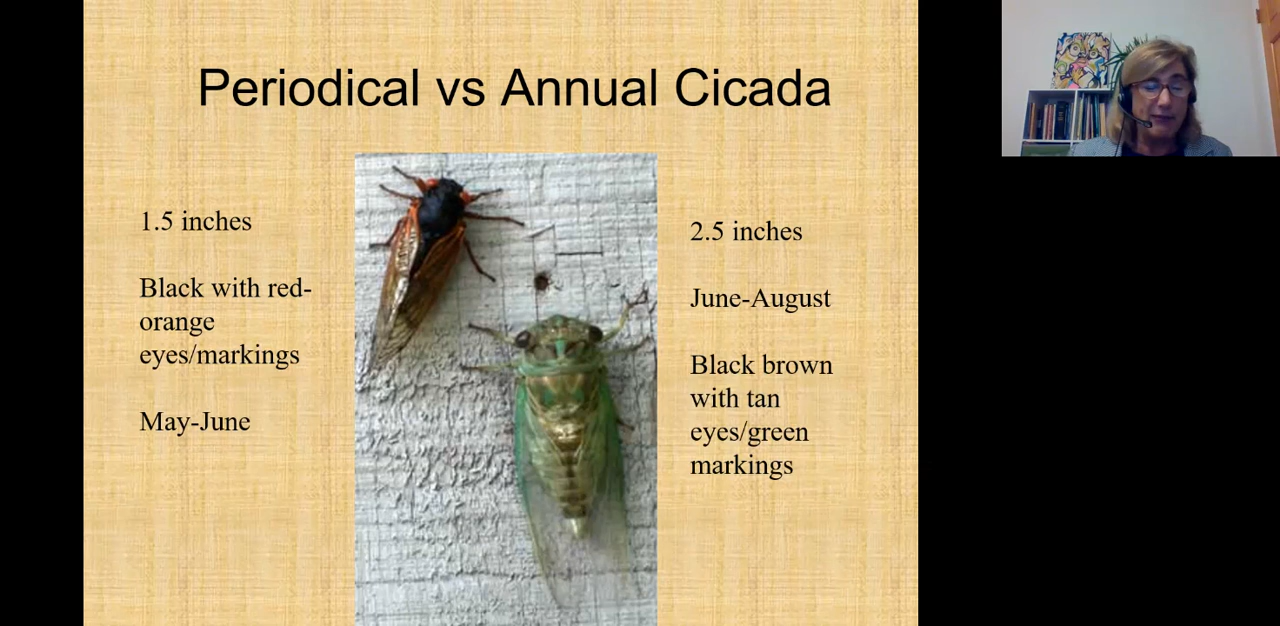 Periodical vs Annual Cicada
1.5 inches
Black with red-
orange
eyes/markings
May-June
2.5 inches
June-August
Black brown
with tan
eyes/green
markings